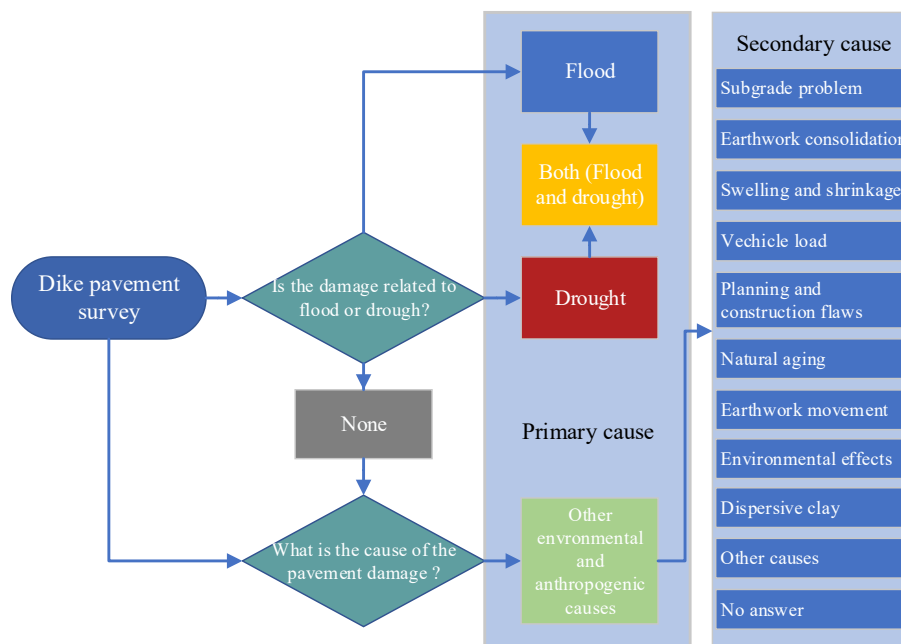 Flood
Both (Flood
and drought)
Drought
Primary cause
Other
envronmental
and
anthropogenic
causes
Dike pavement
survey
Is the damage related to
flood or drough?
None
What is the cause of the
pavement damage ?
Secondary cause
Subgrade problem
Earthwork consolidation
Swelling and shrinkage
Vechicle load
Planning and
construction flaws
Natural aging
Earthwork movement
Environmental effects
Dispersive clay
Other causes
No answer